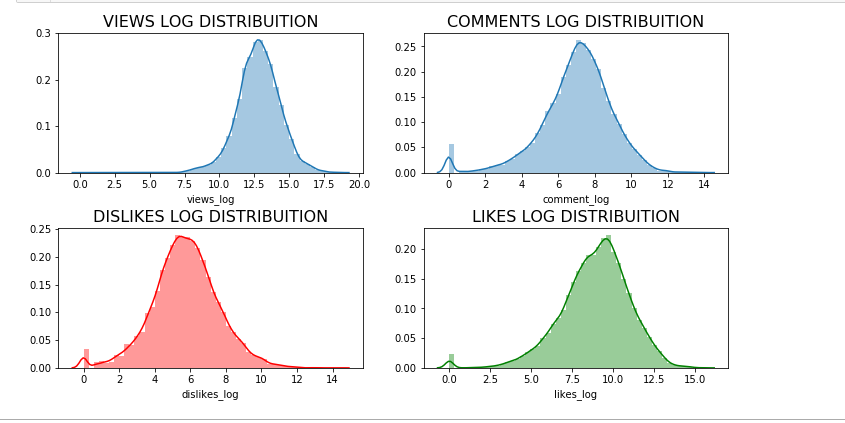 VIEWS LOG DISTRIBUITION
0.3
0.2
0.1
0.0
0.0 2.5 5.0 7.5 10.0 12.5 15.0 17.5 20.0
views_log
COMMENTS LOG DISTRIBUITION
0.25
0.20
0.15
0.10
0.05
0.00
0 2 4 6 8 10 12 14
comment_log
DISLIKES LOG DISTRIBUITION
0.25
0.20
0.15
0.10
0.05
0.00
0 2 4 6 8 10 12 14
dislikes_log
LIKES LOG DISTRIBUITION
0.20
0.15
0.10
0.05
0.00
0.0 2.5 5.0 7.5 10.0 12.5 15.0
likes_log